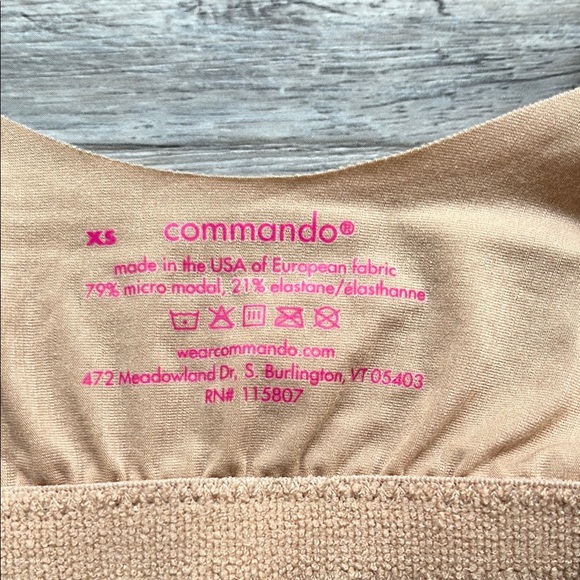 xs commando®
made in the USA of European fabric
79% micro modal, 21% elastane/élasthanne
wearcommando.com
472 Meadowland Dr, S. Burlington, VT 05403
RN# 115807